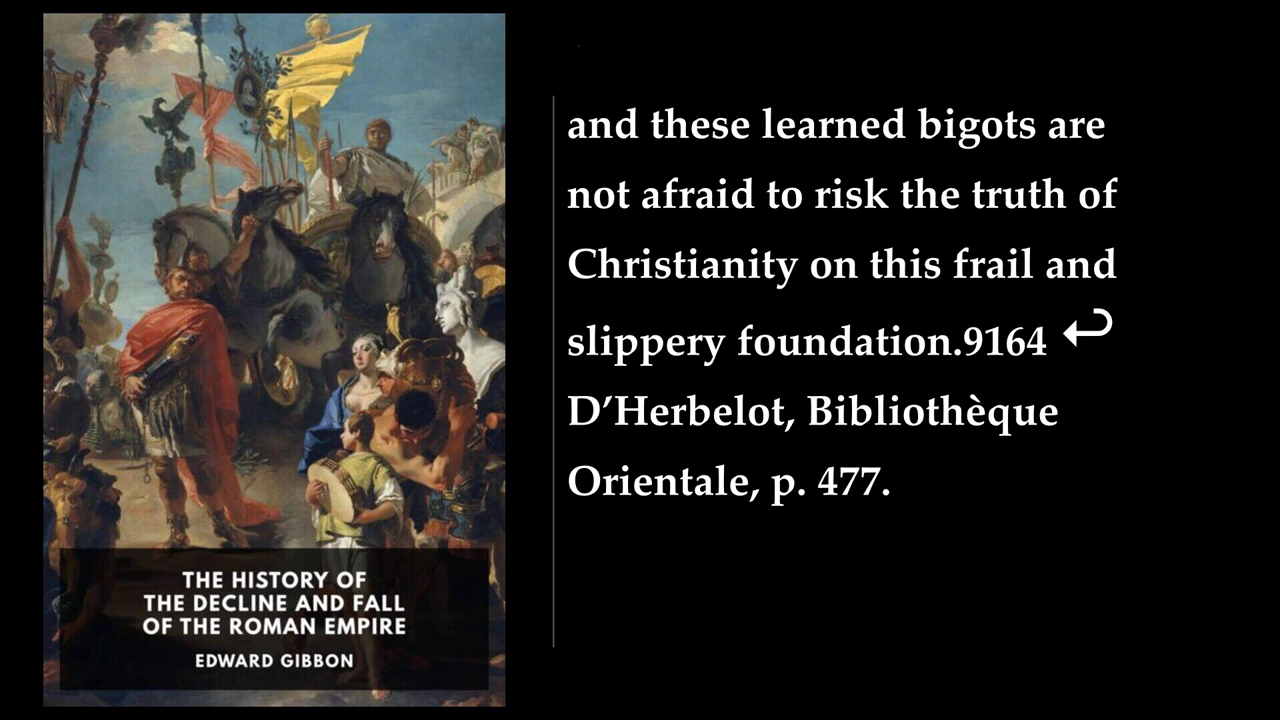 THE HISTORY OF
THE DECLINE AND FALL
OF THE ROMAN EMPIRE
EDWARD GIBBON
and these learned bigots are
not afraid to risk the truth of
Christianity on this frail and
slippery foundation.9164 ↩
D’Herbelot, Bibliothèque
Orientale, p. 477.